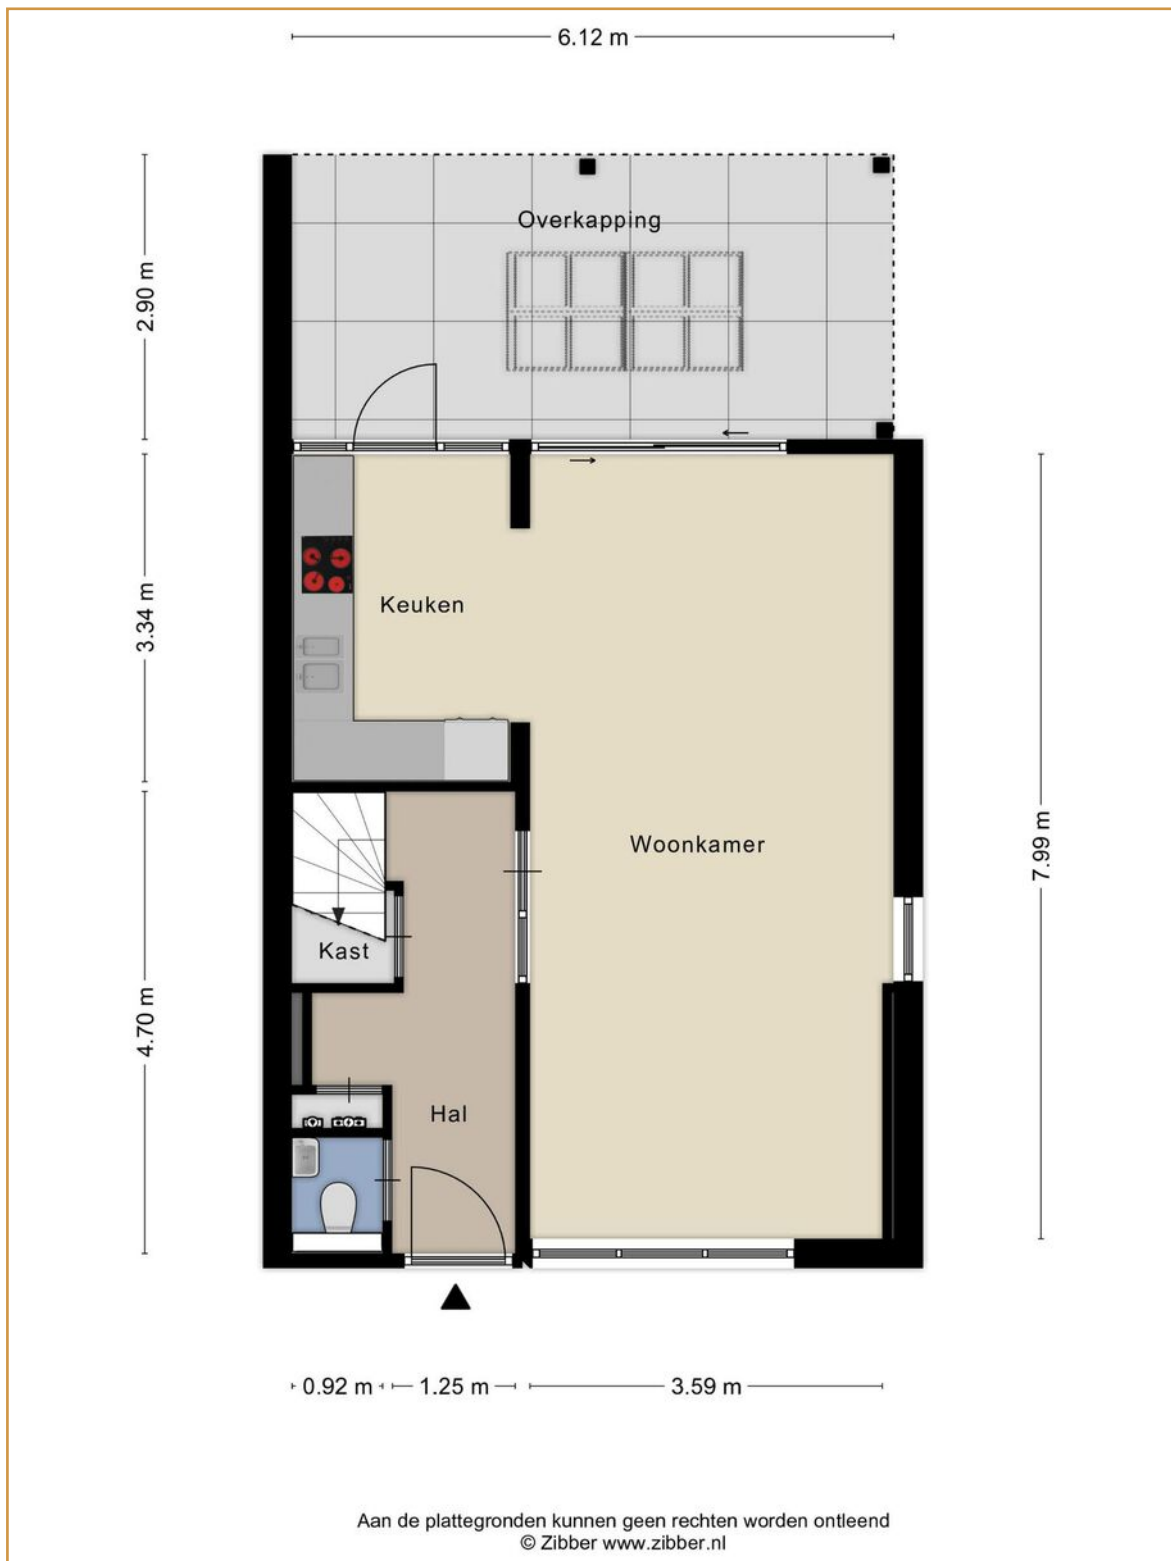 6.12 m
Overkapping
2.90 m
3.34 m
Keuken
Woonkamer
7.99 m
Kast
4.70 m
Hal
0.92 m
1.25 m
3.59 m
Aan de plattegronden kunnen geen rechten worden ontleend
© Zibber www.zibber.nl